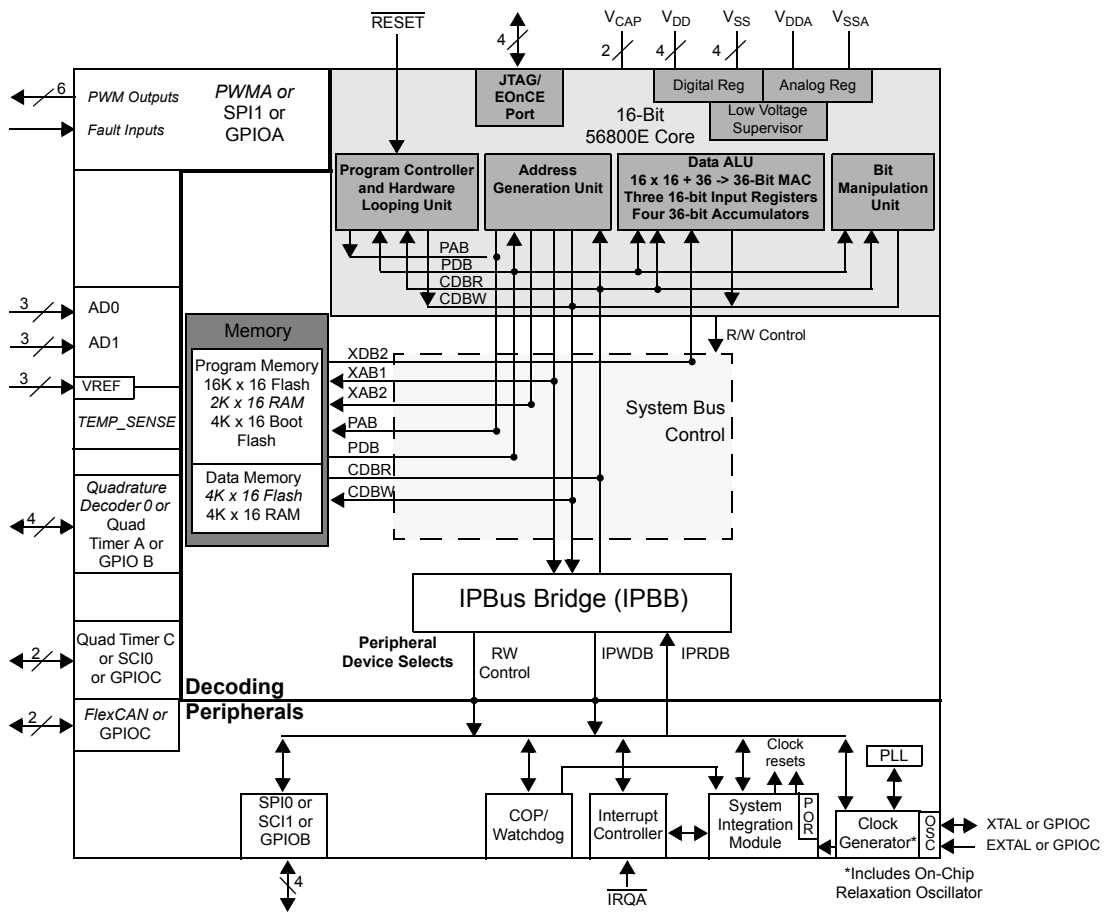 RESET
4
VCAP
VDD
VSS
VDDA
VSSA
2
4
4
6
PWM Outputs
Fault Inputs
PWMA or
SPI1 or
GPIOA
JTAG/
EOnCE
Port
Digital Reg
Analog Reg
Low Voltage
Supervisor
16-Bit
56800E Core
Program Controller
and Hardware
Looping Unit
Address
Generation Unit
Data ALU
16 x 16 + 36 -> 36-Bit MAC
Three 16-bit Input Registers
Four 36-bit Accumulators
Bit
Manipulation
Unit
PAB
PDB
CDBR
CDBW
3
AD0
3
AD1
3
VREF
TEMP_SENSE
4
Quadrature
Decoder 0 or
Quad
Timer A or
GPIO B
2
Quad Timer C
or SCI0
or GPIOC
2
FlexCAN or
GPIOC
Memory
Program Memory
16K x 16 Flash
2K x 16 RAM
4K x 16 Boot
Flash
Data Memory
4K x 16 Flash
4K x 16 RAM
XDB2
XAB1
XAB2
PAB
PDB
CDBR
CDBW
R/W Control
System Bus
Control
IPBus Bridge (IPBB)
Peripheral
Device Selects
RW
Control
IPWDB
IPRDB
Decoding
Peripherals
Clock
resets
PLL
SPI0 or
SCI1 or
GPIOB
4
COP/
Watchdog
Interrupt
Controller
IRQA
System
Integration
Module
POR
Clock
Generator*
OSC
XTAL or GPIOC
EXTAL or GPIOC
*Includes On-Chip
Relaxation Oscillator